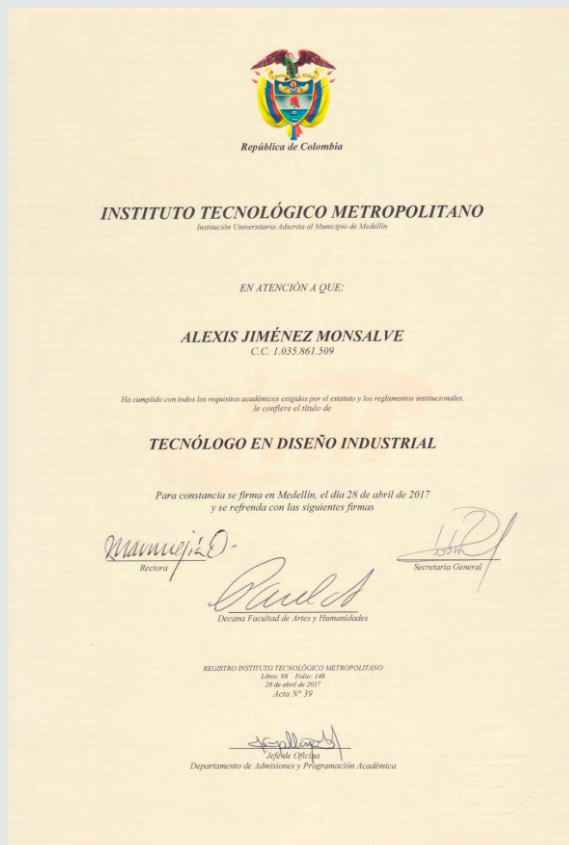 República de Colombia
INSTITUTO TECNOLÓGICO METROPOLITANO
Institución Universitaria Adscrita al Municipio de Medellín
EN ATENCIÓN A QUE:
ALEXIS JIMÉNEZ MONSALVE
C.C. 1.035.861.509
Ha cumplido con todos los requisitos académicos exigidos por el estatuto y los reglamentos institucionales.
le confiere el título de
TECNÓLOGO EN DISEÑO INDUSTRIAL
Para constancia se firma en Medellín, el día 28 de abril de 2017
y se refrenda con las siguientes firmas
Rectora
Secretaria General
Decana Facultad de Artes y Humanidades
REGISTRO INSTITUTO TECNOLÓGICO METROPOLITANO
Libro: 08 Folio: 148
28 de abril de 2017
Acta N° 39
Jefe de Oficina
Departamento de Admisiones y Programación Académica